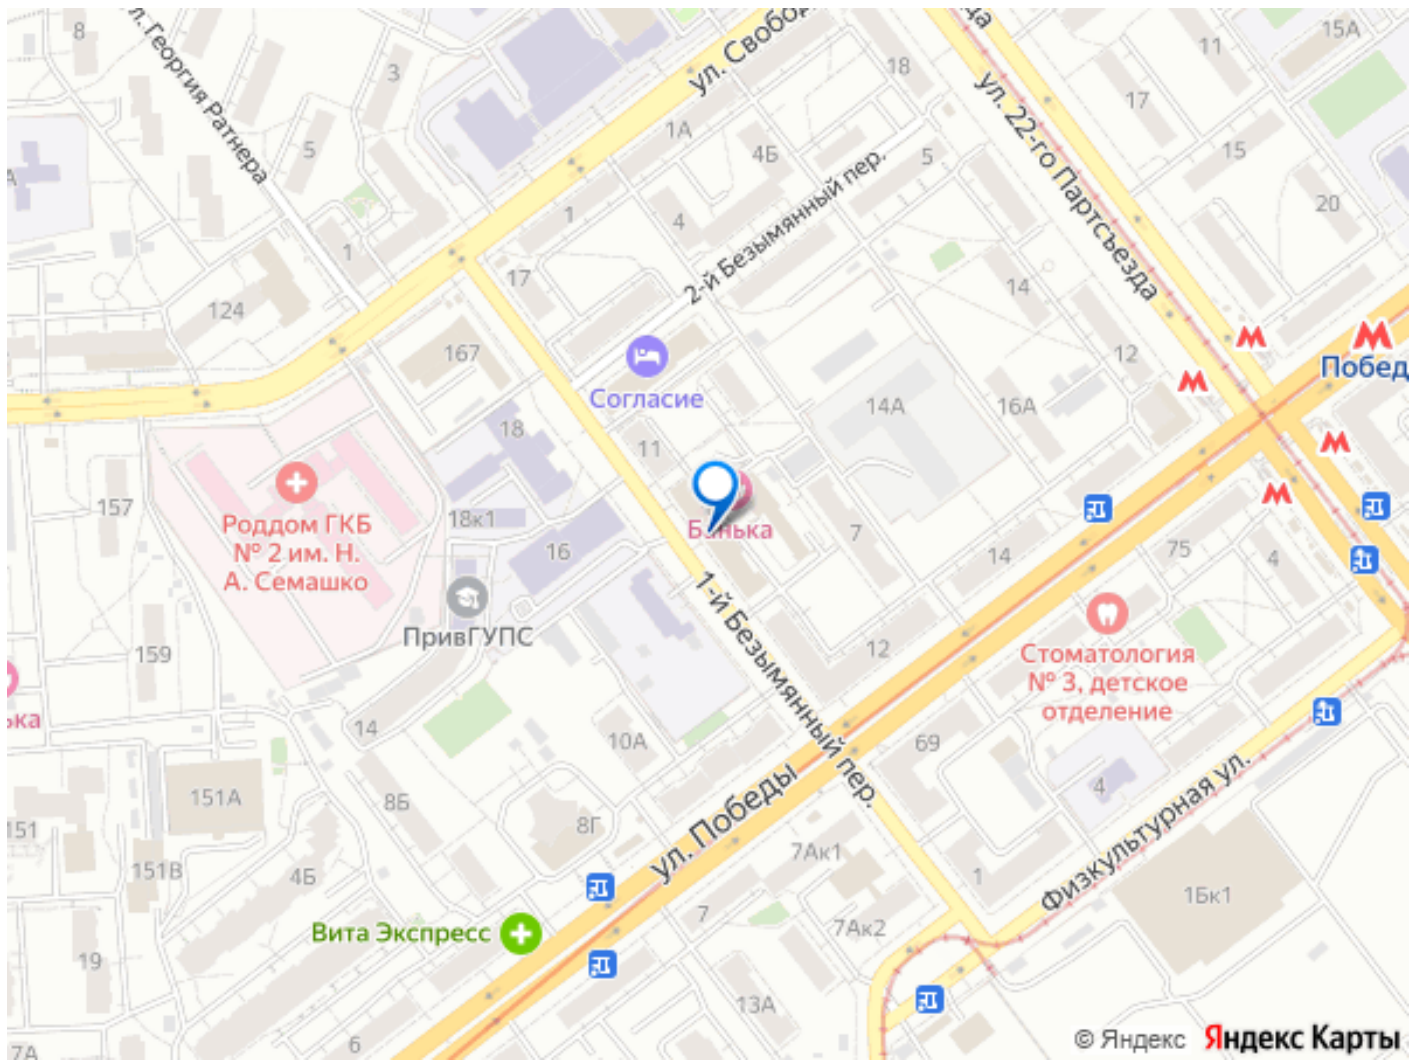 8
ул. Георгия Ратнера
3
5
1
124
ул. Свобод
1А
4Б
18
5
1
4
17
2-й Безымянный пер.
ул. 22-го Партсъезда
11
15А
17
15
20
14
12
16А
14А
Побед
167
Согласие
11
18
18к1
16
157
Роддом ГКБ
№ 2 им. Н.
А. Семашко
ПривГУПС
Банька
7
14
75
4
1-й Безымянный пер.
12
159
ька
Стоматология
№ 3, детское
отделение
14
10А
69
4
151А
8Б
8Г
151
151В
4Б
ул. Победы
7Ак1
1
Физкультурная ул.
1Бк1
Вита Экспресс
7
7Ак2
19
13А
7А
6
© Яндекс Яндекс Карты